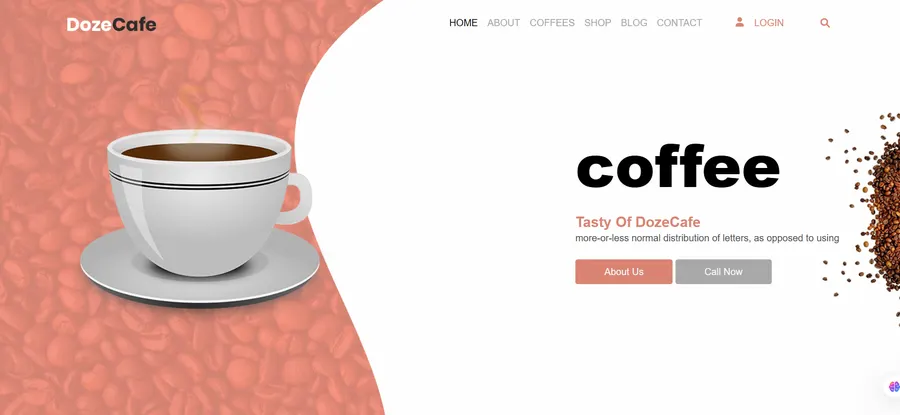 DozeCafe
HOME ABOUT COFFEES SHOP BLOG CONTACT LOGIN
coffee
Tasty Of DozeCafe
more-or-less normal distribution of letters, as opposed to using
About Us Call Now